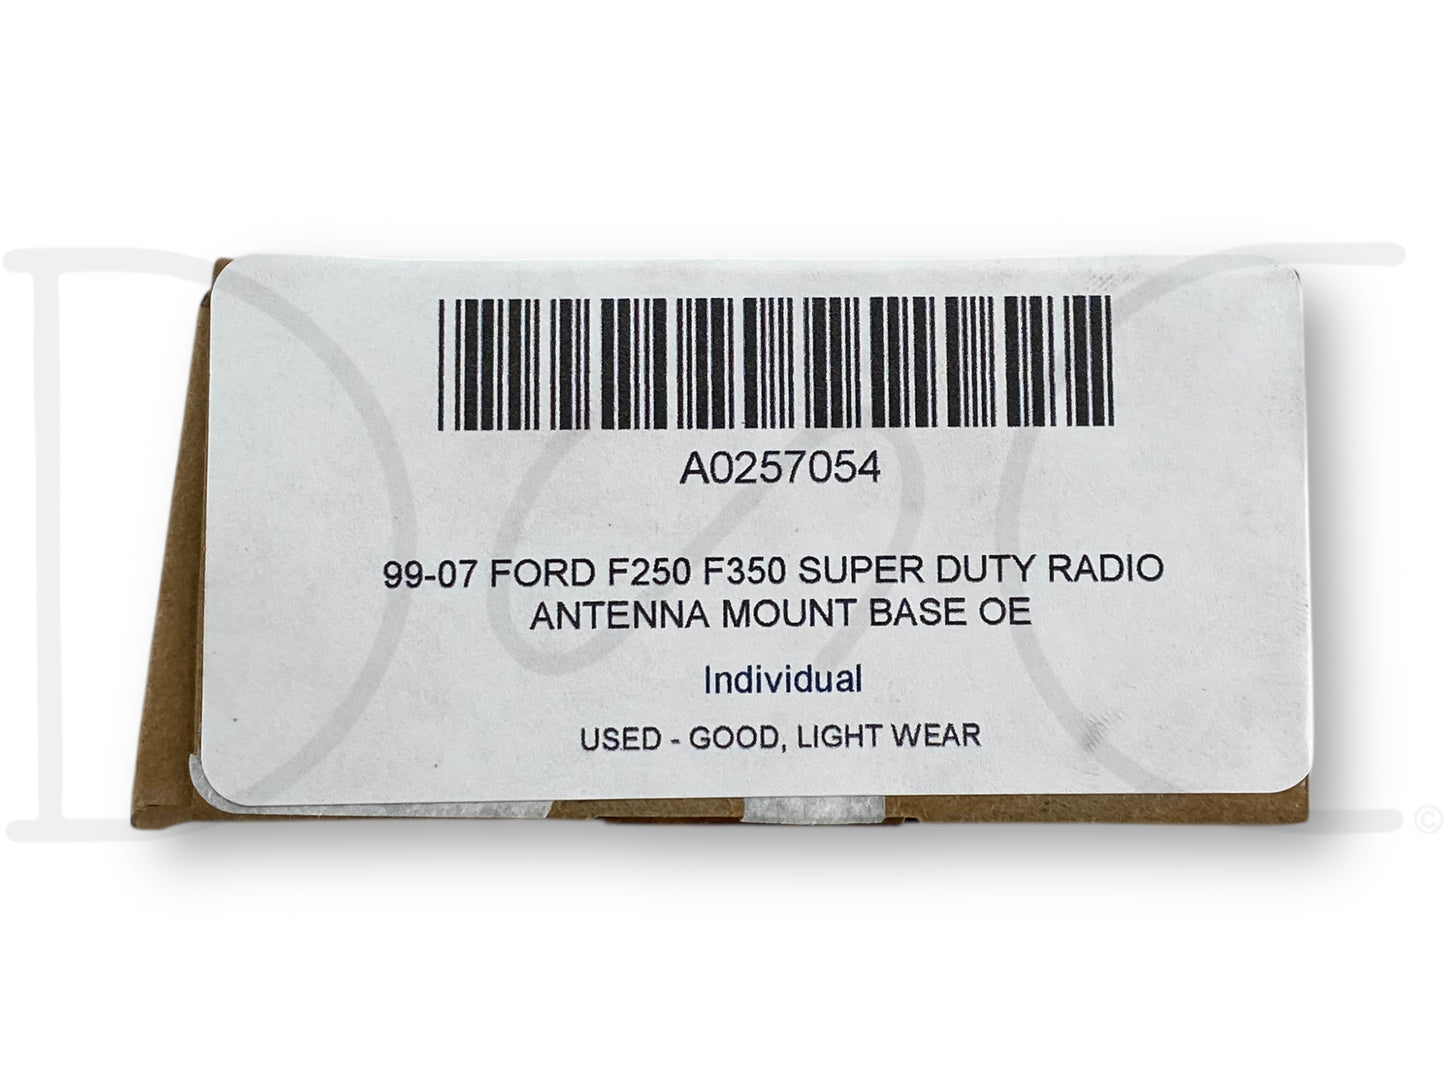 A0257054
99-07 FORD F250 F350 SUPER DUTY RADIO
ANTENNA MOUNT BASE OE
Individual
USED - GOOD, LIGHT WEAR
©